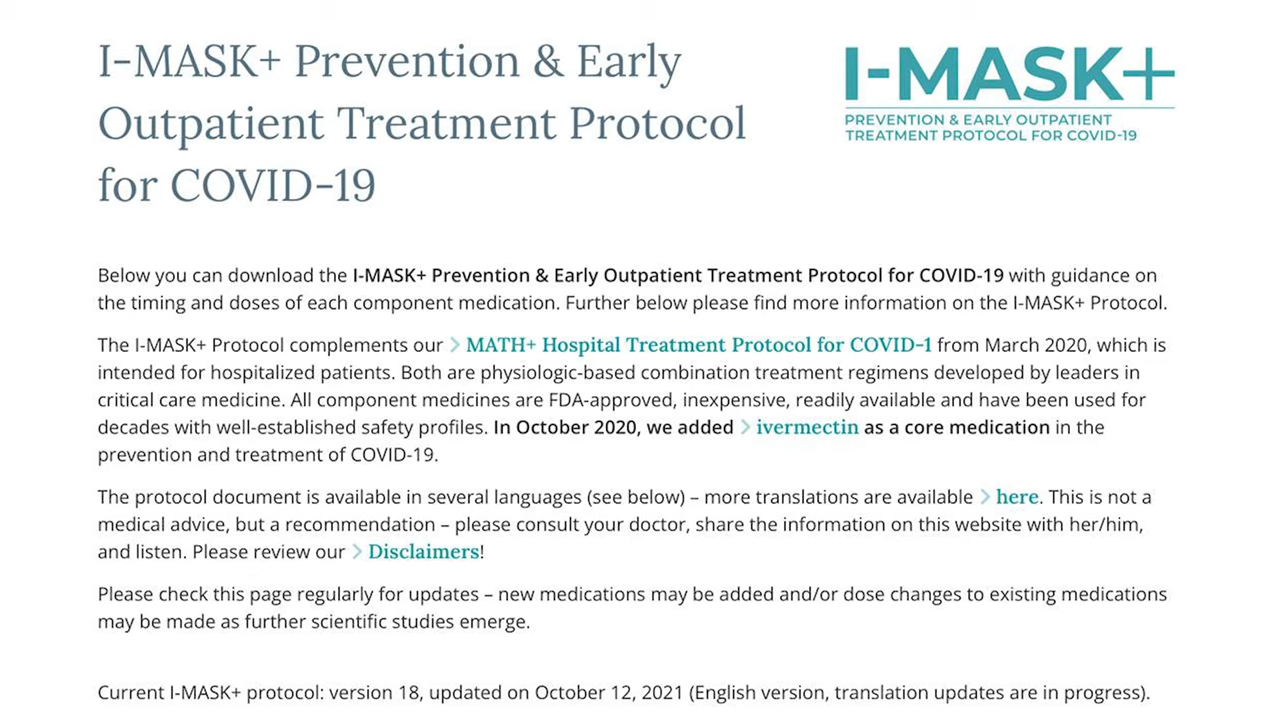 I-MASK+ Prevention & Early
Outpatient Treatment Protocol
for COVID-19
I-MASK+
PREVENTION & EARLY OUTPATIENT
TREATMENT PROTOCOL FOR COVID-19
Below you can download the I-MASK+ Prevention & Early Outpatient Treatment Protocol for COVID-19 with guidance on
the timing and doses of each component medication. Further below please find more information on the I-MASK+ Protocol.
The I-MASK+ Protocol complements our > MATH+ Hospital Treatment Protocol for COVID-1 from March 2020, which is
intended for hospitalized patients. Both are physiologic-based combination treatment regimens developed by leaders in
critical care medicine. All component medicines are FDA-approved, inexpensive, readily available and have been used for
decades with well-established safety profiles. In October 2020, we added > ivermectin as a core medication in the
prevention and treatment of COVID-19.
The protocol document is available in several languages (see below) – more translations are available > here. This is not a
medical advice, but a recommendation – please consult your doctor, share the information on this website with her/him,
and listen. Please review our > Disclaimers!
Please check this page regularly for updates – new medications may be added and/or dose changes to existing medications
may be made as further scientific studies emerge.
Current I-MASK+ protocol: version 18, updated on October 12, 2021 (English version, translation updates are in progress).